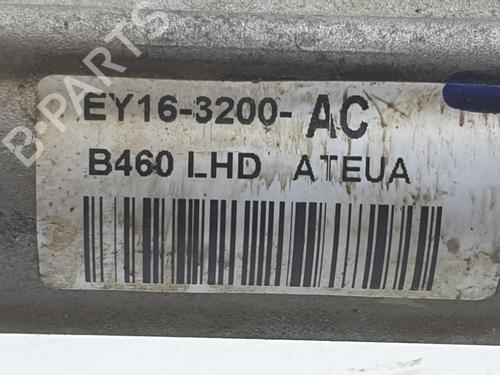 B-PARTS
EY16-3200- AC
B460 LHD ATEUA